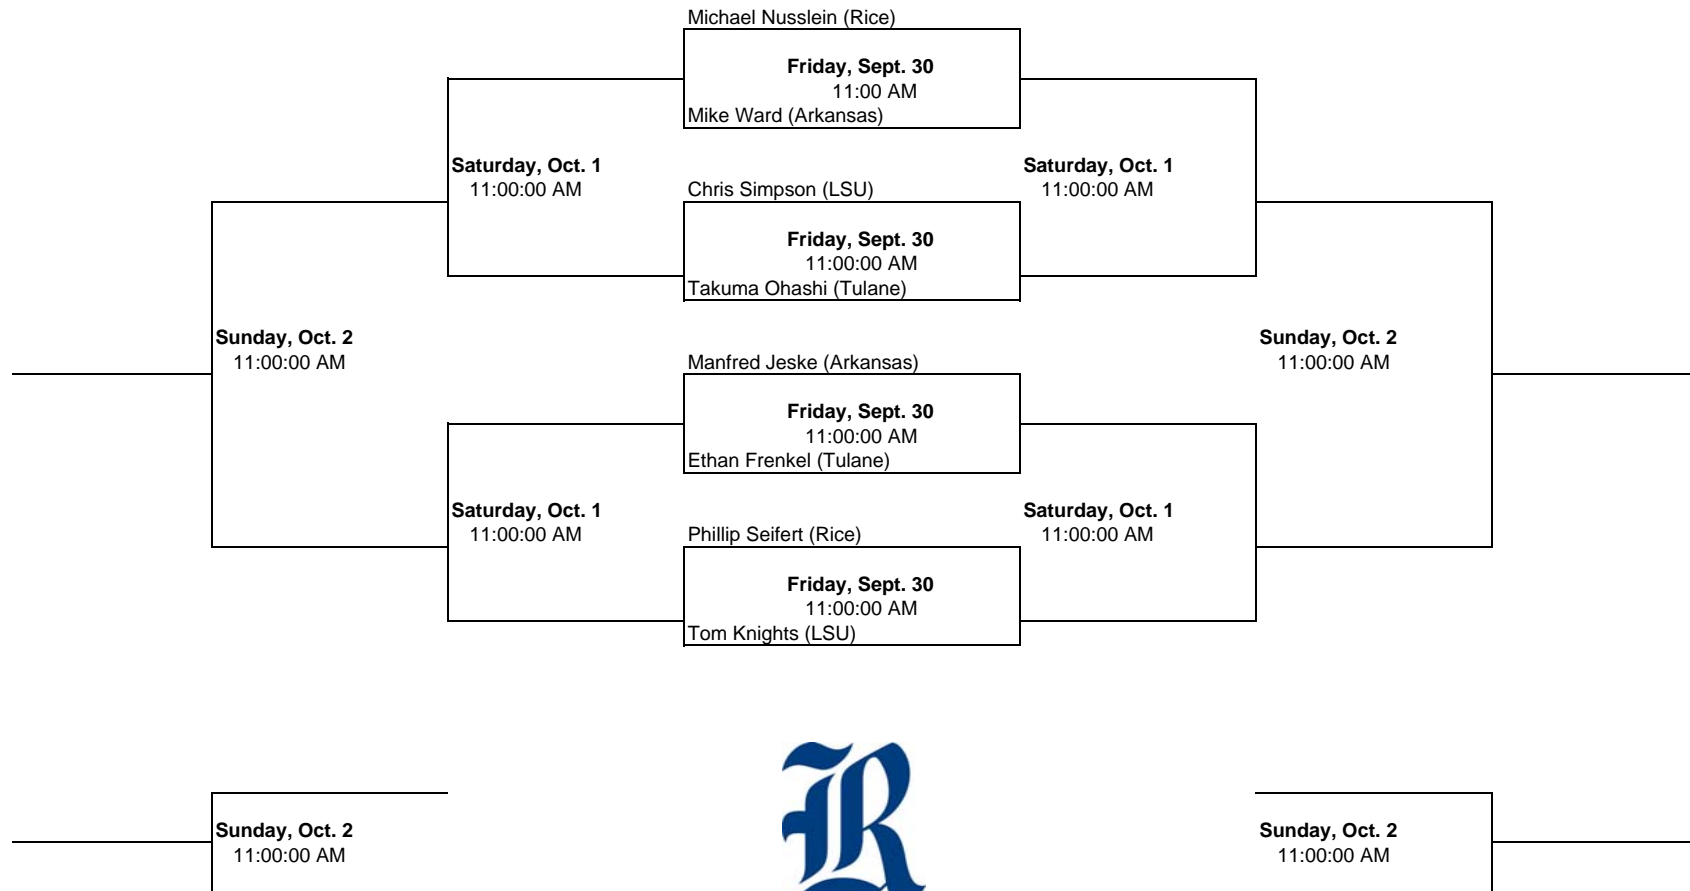 Michael Nusslein (Rice)
Friday, Sept. 30
11:00 AM
Mike Ward (Arkansas)
Saturday, Oct. 1
11:00:00 AM
Saturday, Oct. 1
11:00:00 AM
Chris Simpson (LSU)
Friday, Sept. 30
11:00:00 AM
Takuma Ohashi (Tulane)
Sunday, Oct. 2
11:00:00 AM
Sunday, Oct. 2
11:00:00 AM
Manfred Jeske (Arkansas)
Friday, Sept. 30
11:00:00 AM
Ethan Frenkel (Tulane)
Saturday, Oct. 1
11:00:00 AM
Saturday, Oct. 1
11:00:00 AM
Phillip Seifert (Rice)
Friday, Sept. 30
11:00:00 AM
Tom Knights (LSU)
R
Sunday, Oct. 2
11:00:00 AM
Sunday, Oct. 2
11:00:00 AM